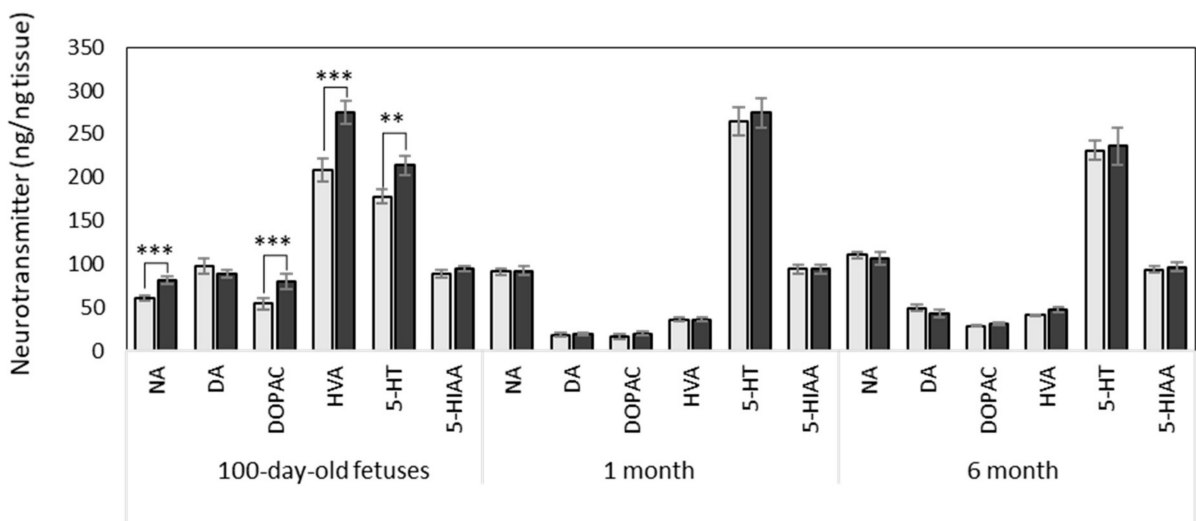 Neurotransmitter (ng/ng tissue)
350
300
250
200
150
100
50
0
***
***
***
**
NA
DA
DOPAC
HVA
5-HT
5-HIAA
NA
DA
DOPAC
HVA
5-HT
5-HIAA
NA
DA
DOPAC
HVA
5-HT
5-HIAA
100-day-old fetuses
1 month
6 month